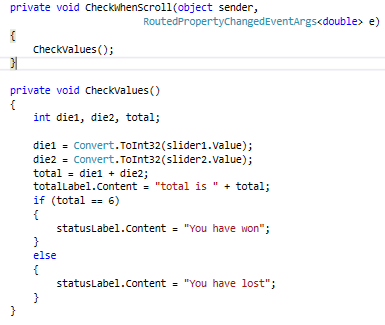 private void CheckWhenScroll(object sender,
RoutedPropertyChangedEventArgs<double> e)
{
CheckValues();
}
private void CheckValues()
{
int die1, die2, total;
die1 = Convert.ToInt32(slider1.Value);
die2 = Convert.ToInt32(slider2.Value);
total = die1 + die2;
totalLabel.Content = "total is " + total;
if (total == 6)
{
statusLabel.Content = "You have won";
}
else
{
statusLabel.Content = "You have lost";
}
}